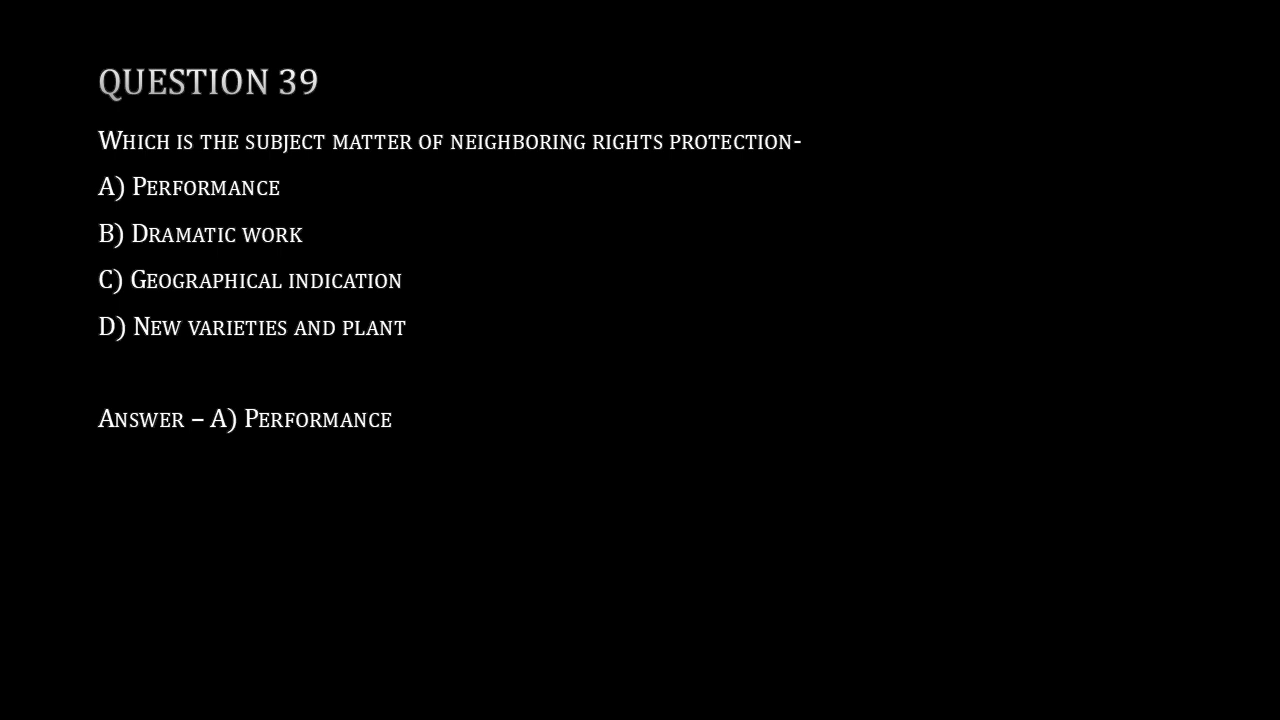 QUESTION 39
Which is the subject matter of neighboring rights protection-
A) Performance
B) Dramatic work
C) Geographical indication
D) New varieties and plant
Answer – A) Performance